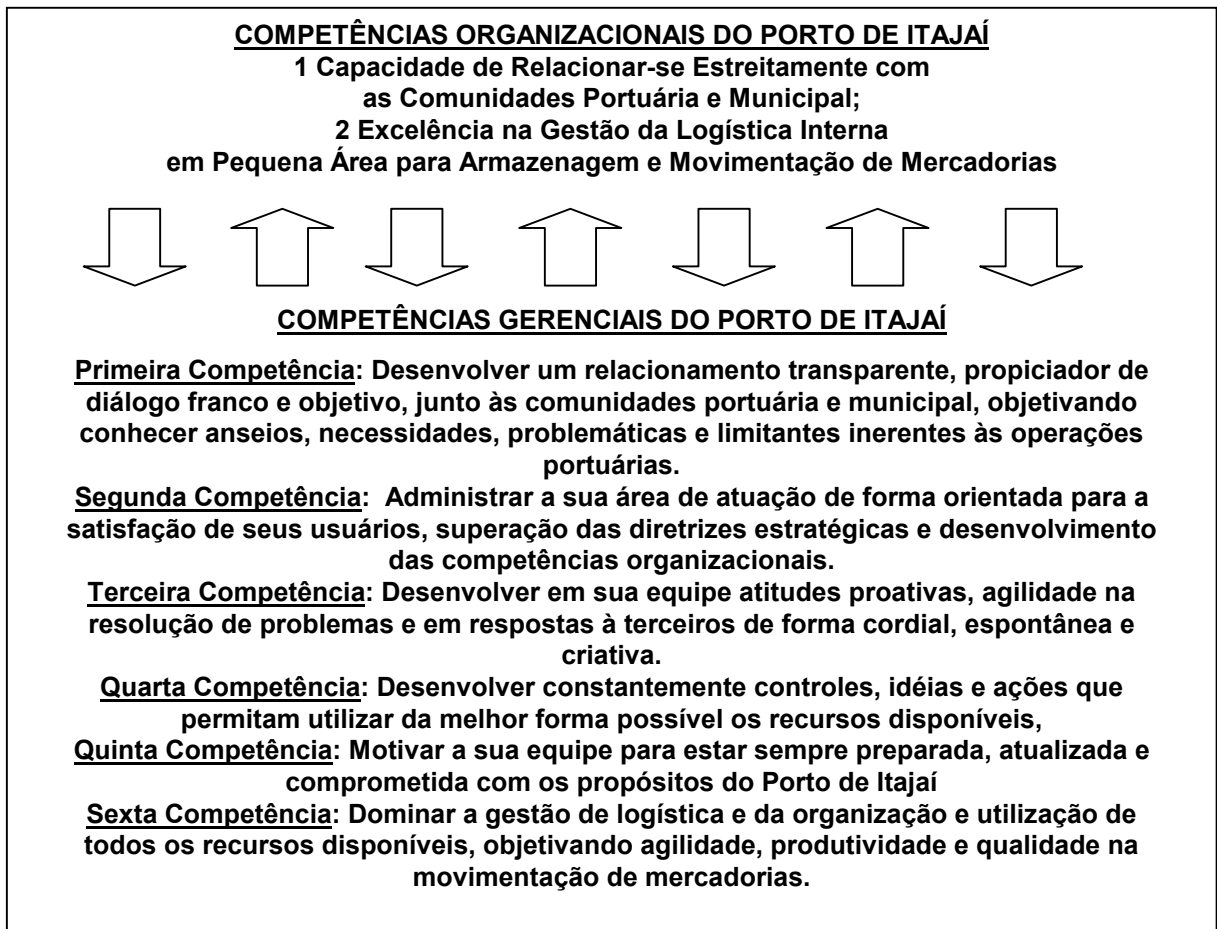 COMPETÊNCIAS ORGANIZACIONAIS DO PORTO DE ITAJAÍ
1 Capacidade de Relacionar-se Estreitamente com
as Comunidades Portuária e Municipal;
2 Excelência na Gestão da Logística Interna
em Pequena Área para Armazenagem e Movimentação de Mercadorias
COMPETÊNCIAS GERENCIAIS DO PORTO DE ITAJAÍ
Primeira Competência: Desenvolver um relacionamento transparente, propiciador de
diálogo franco e objetivo, junto às comunidades portuária e municipal, objetivando
conhecer anseios, necessidades, problemáticas e limitantes inerentes às operações
portuárias.
Segunda Competência: Administrar a sua área de atuação de forma orientada para a
satisfação de seus usuários, superação das diretrizes estratégicas e desenvolvimento
das competências organizacionais.
Terceira Competência: Desenvolver em sua equipe atitudes proativas, agilidade na
resolução de problemas e em respostas à terceiros de forma cordial, espontânea e
criativa.
Quarta Competência: Desenvolver constantemente controles, idéias e ações que
permitam utilizar da melhor forma possível os recursos disponíveis,
Quinta Competência: Motivar a sua equipe para estar sempre preparada, atualizada e
comprometida com os propósitos do Porto de Itajaí
Sexta Competência: Dominar a gestão de logística e da organização e utilização de
todos os recursos disponíveis, objetivando agilidade, produtividade e qualidade na
movimentação de mercadorias.